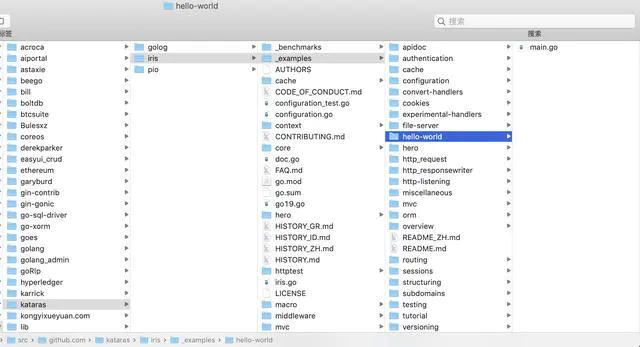 hello-world
搜索
标签
搜索
acroca
aiportal
astaxie
beego
bill
boltdb
btcsuite
Bulesxz
coreos
derekparker
easyui_crud
ethereum
garyburd
gin-contrib
gin-gonic
go-sql-driver
go-xorm
goes
golang
golang_admin
goRlp
hyperledger
karrick
kataras
kongyixueyuan.com
lib
golog
iris
pio
_benchmarks
_examples
AUTHORS
cache
CODE_OF_CONDUCT.md
configuration_test.go
configuration.go
context
CONTRIBUTING.md
core
doc.go
FAQ.md
go.mod
go.sum
go19.go
hero
HISTORY_GR.md
HISTORY_ID.md
HISTORY_ZH.md
HISTORY.md
httptest
iris.go
LICENSE
macro
middleware
mvc
apidoc
authentication
cache
configuration
convert-handlers
cookies
experimental-handlers
file-server
hello-world
hero
http_request
http_responsewriter
http-listening
miscellaneous
mvc
orm
overview
README_ZH.md
README.md
routing
sessions
structuring
subdomains
testing
tutorial
versioning
main.go
src › github.com › kataras › iris › _examples › hello-world